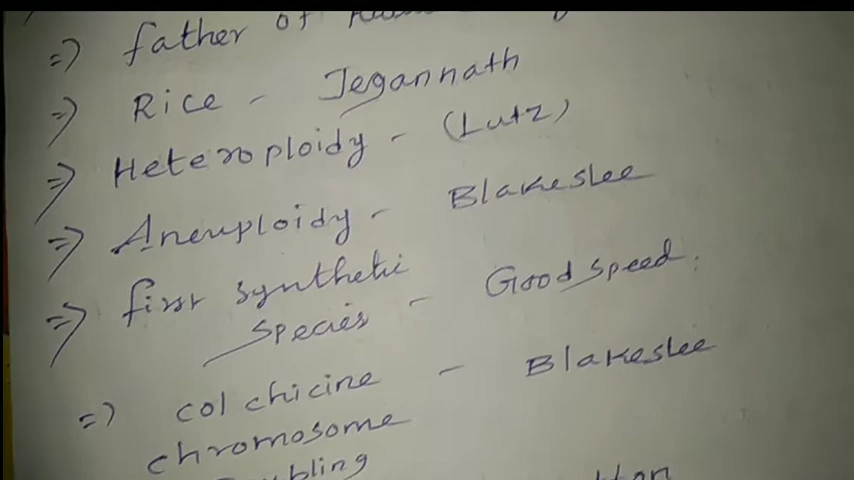 => father of
=> Rice - Jegannath
=> Heteroploidy - (Lutz)
=> Aneuploidy - Blakeslee
=> first synthetic
species - Good speed.
=> colchicine - Blakeslee
chromosome